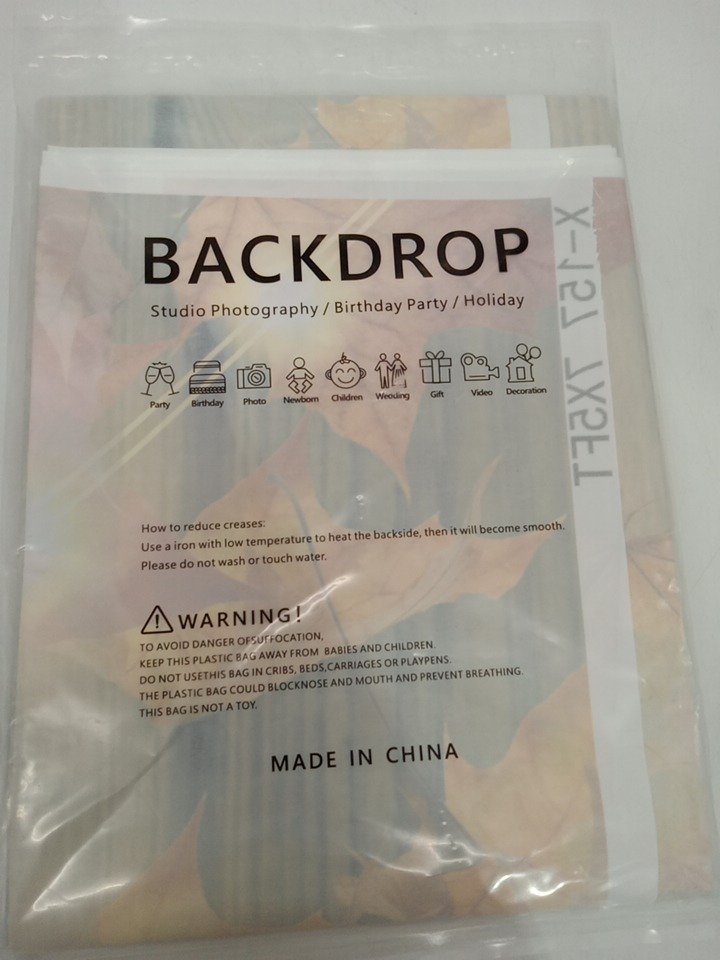 BACKDROP
Studio Photography / Birthday Party / Holiday
Party Birthday Photo Newborn Children Wedding Gift Video Decoration
X-157 7X5FT
How to reduce creases:
Use a iron with low temperature to heat the backside, then it will become smooth.
Please do not wash or touch water.
WARNING!
TO AVOID DANGER OFSUFFOCATION,
KEEP THIS PLASTIC BAG AWAY FROM BABIES AND CHILDREN.
DO NOT USETHIS BAG IN CRIBS, BEDS,CARRIAGES OR PLAYPENS.
THE PLASTIC BAG COULD BLOCKNOSE AND MOUTH AND PREVENT BREATHING.
THIS BAG IS NOT A TOY.
MADE IN CHINA